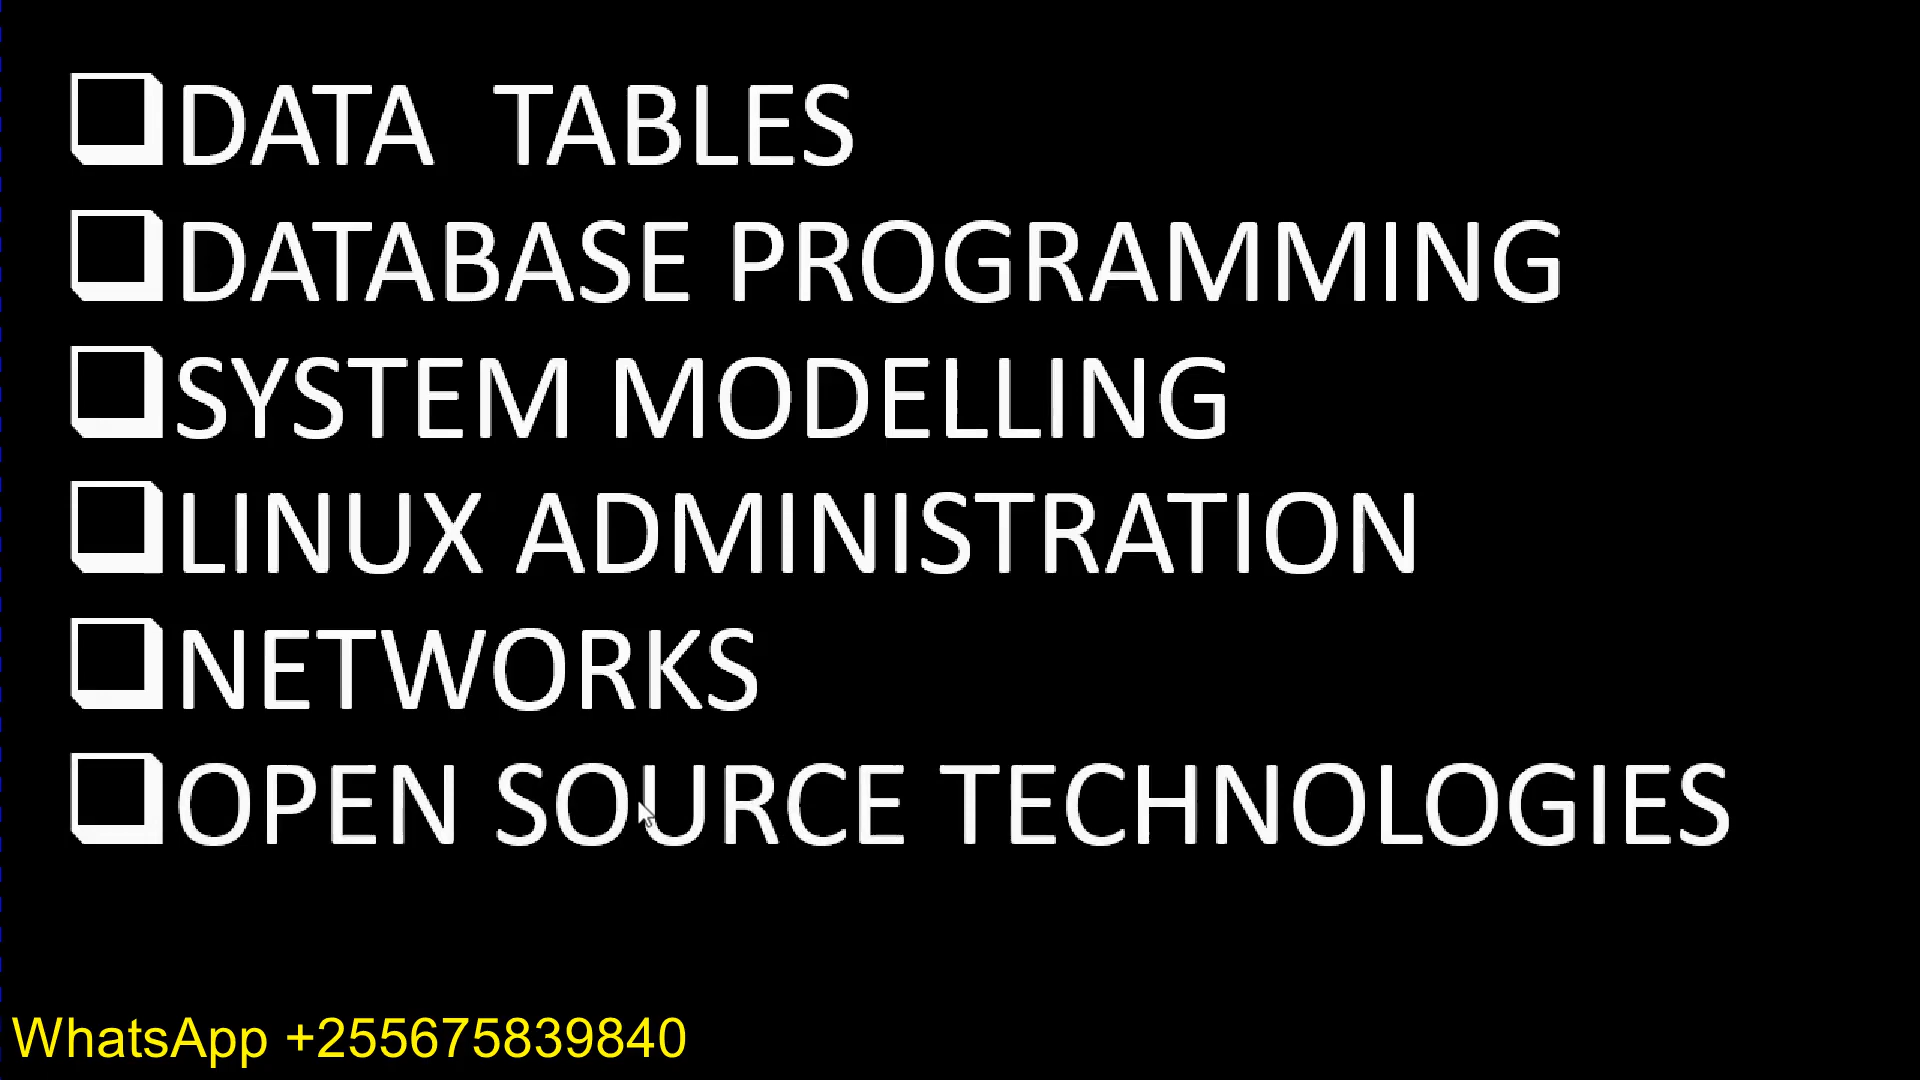 ❑DATA  TABLES
❑DATABASE PROGRAMMING
❑SYSTEM MODELLING
❑LINUX ADMINISTRATION
❑NETWORKS
❑OPEN SOURCE TECHNOLOGIES
WhatsApp +255675839840